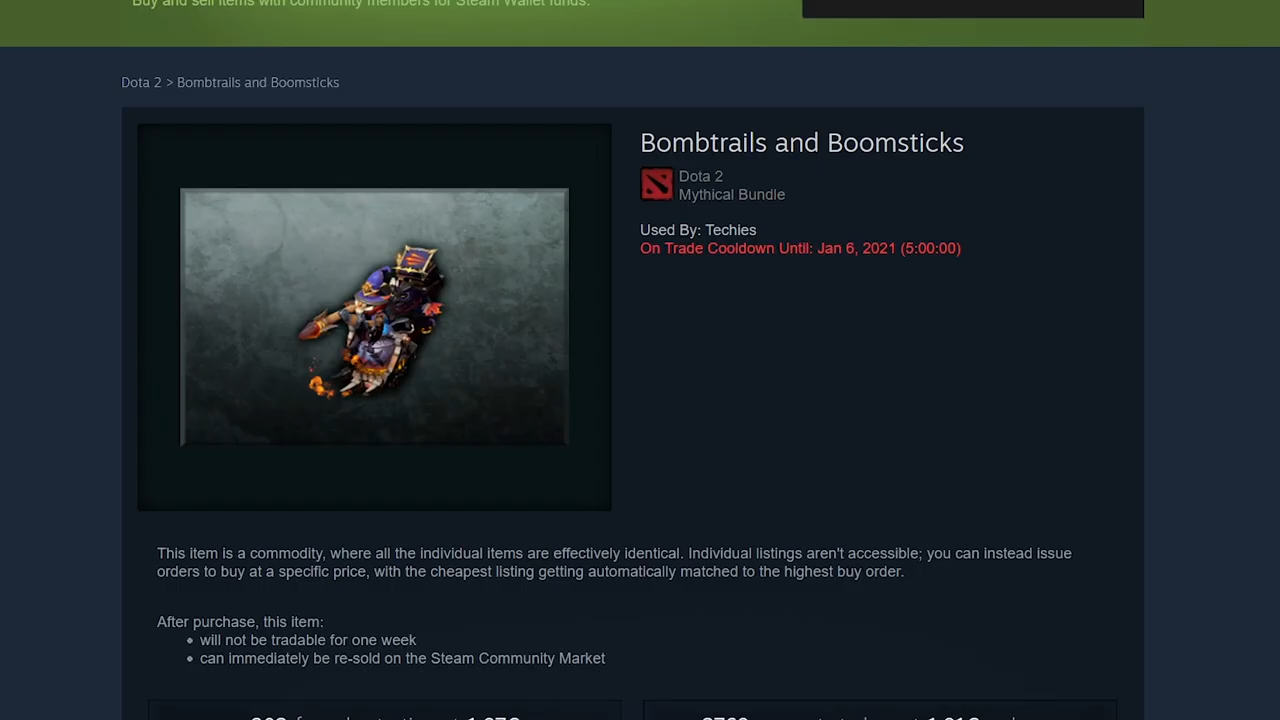 Buy and sell items with community members for Steam Wallet funds.
Dota 2 > Bombtrails and Boomsticks
Bombtrails and Boomsticks
Dota 2
Mythical Bundle
Used By: Techies
On Trade Cooldown Until: Jan 6, 2021 (5:00:00)
This item is a commodity, where all the individual items are effectively identical. Individual listings aren't accessible; you can instead issue
orders to buy at a specific price, with the cheapest listing getting automatically matched to the highest buy order.
After purchase, this item:
• will not be tradable for one week
• can immediately be re-sold on the Steam Community Market